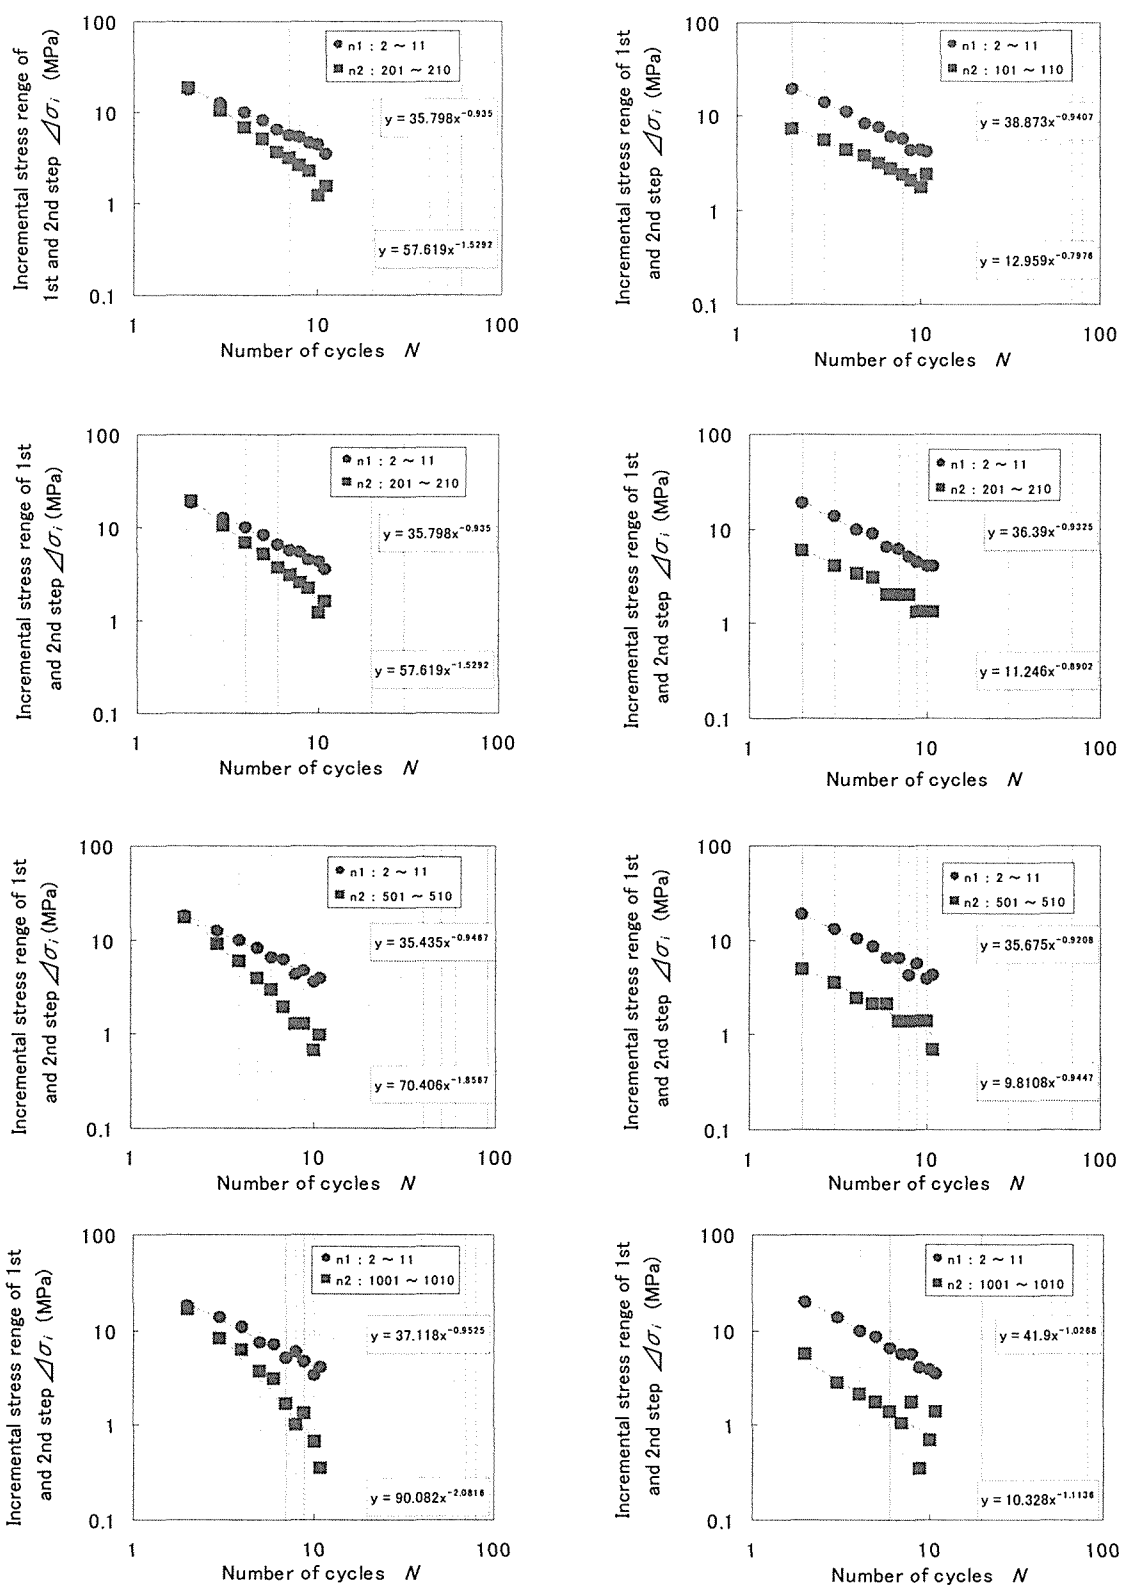 Incremental stress renge of
1st and 2nd step ⊿σi (MPa)
100
10
1
0.1
n1 : 2 ~ 11
n2 : 201 ~ 210
y = 35.798x^-0.935
y = 57.619x^-1.5292
1 10 100
Number of cycles N
Incremental stress renge of 1st
and 2nd step ⊿σi (MPa)
100
10
1
0.1
n1 : 2 ~ 11
n2 : 101 ~ 110
y = 38.873x^-0.9407
y = 12.959x^-0.7976
1 10 100
Number of cycles N
Incremental stress renge of 1st
and 2nd step ⊿σi (MPa)
100
10
1
0.1
n1 : 2 ~ 11
n2 : 201 ~ 210
y = 35.798x^-0.935
y = 57.619x^-1.5292
1 10 100
Number of cycles N
Incremental stress renge of 1st
and 2nd step ⊿σi (MPa)
100
10
1
0.1
n1 : 2 ~ 11
n2 : 201 ~ 210
y = 36.39x^-0.9325
y = 11.246x^-0.8902
1 10 100
Number of cycles N
Incremental stress renge of 1st
and 2nd step ⊿σi (MPa)
100
10
1
0.1
n1 : 2 ~ 11
n2 : 501 ~ 510
y = 35.435x^-0.9467
y = 70.406x^-1.8567
1 10 100
Number of cycles N
Incremental stress renge of 1st
and 2nd step ⊿σi (MPa)
100
10
1
0.1
n1 : 2 ~ 11
n2 : 501 ~ 510
y = 35.675x^-0.9208
y = 9.8108x^-0.9447
1 10 100
Number of cycles N
Incremental stress renge of 1st
and 2nd step ⊿σi (MPa)
100
10
1
0.1
n1 : 2 ~ 11
n2 : 1001 ~ 1010
y = 37.118x^-0.9525
y = 90.082x^-2.0816
1 10 100
Number of cycles N
Incremental stress renge of 1st
and 2nd step ⊿σi (MPa)
100
10
1
0.1
n1 : 2 ~ 11
n2 : 1001 ~ 1010
y = 41.9x^-1.0268
y = 10.328x^-1.1136
1 10 100
Number of cycles N